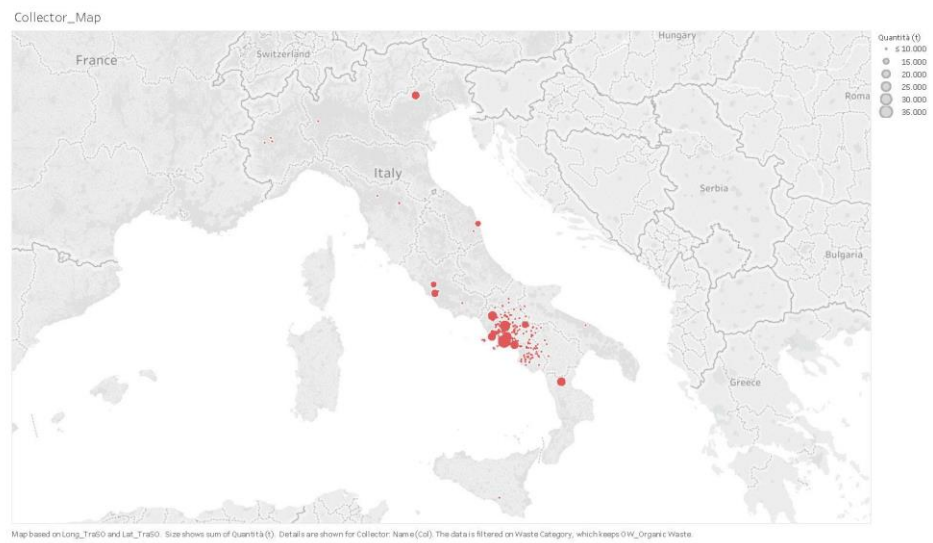 Collector_Map
Hungary
Quantità (t)
France
Switzerland
≤ 10.000
15.000
20.000
25.000
Roma
30.000
35.000
Italy
Serbia
Bulgaria
Greece
Map based on Long_TraSO and Lat_TraSO. Size shows sum of Quantità (t). Details are shown for Collector: Name (Col). The data is filtered on Waste Category, which keeps OW_Organic Waste.